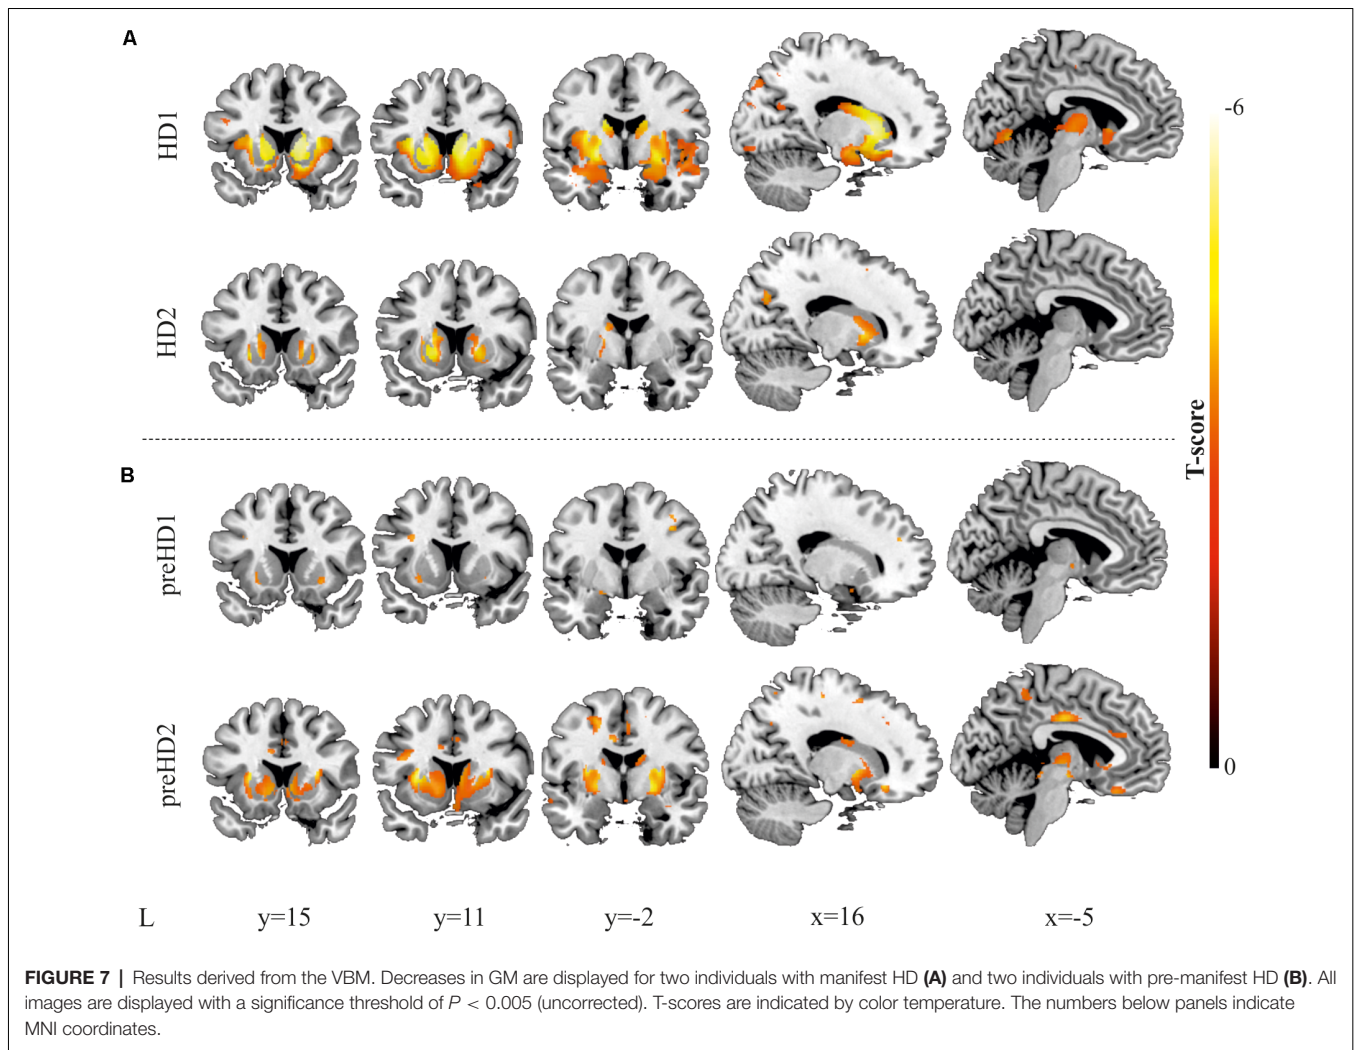 A
HD1
-6
HD2
T-score
B
preHD1
preHD2
0
L y=15 y=11 y=-2 x=16 x=-5
FIGURE 7 | Results derived from the VBM. Decreases in GM are displayed for two individuals with manifest HD (A) and two individuals with pre-manifest HD (B). All
images are displayed with a significance threshold of P < 0.005 (uncorrected). T-scores are indicated by color temperature. The numbers below panels indicate
MNI coordinates.